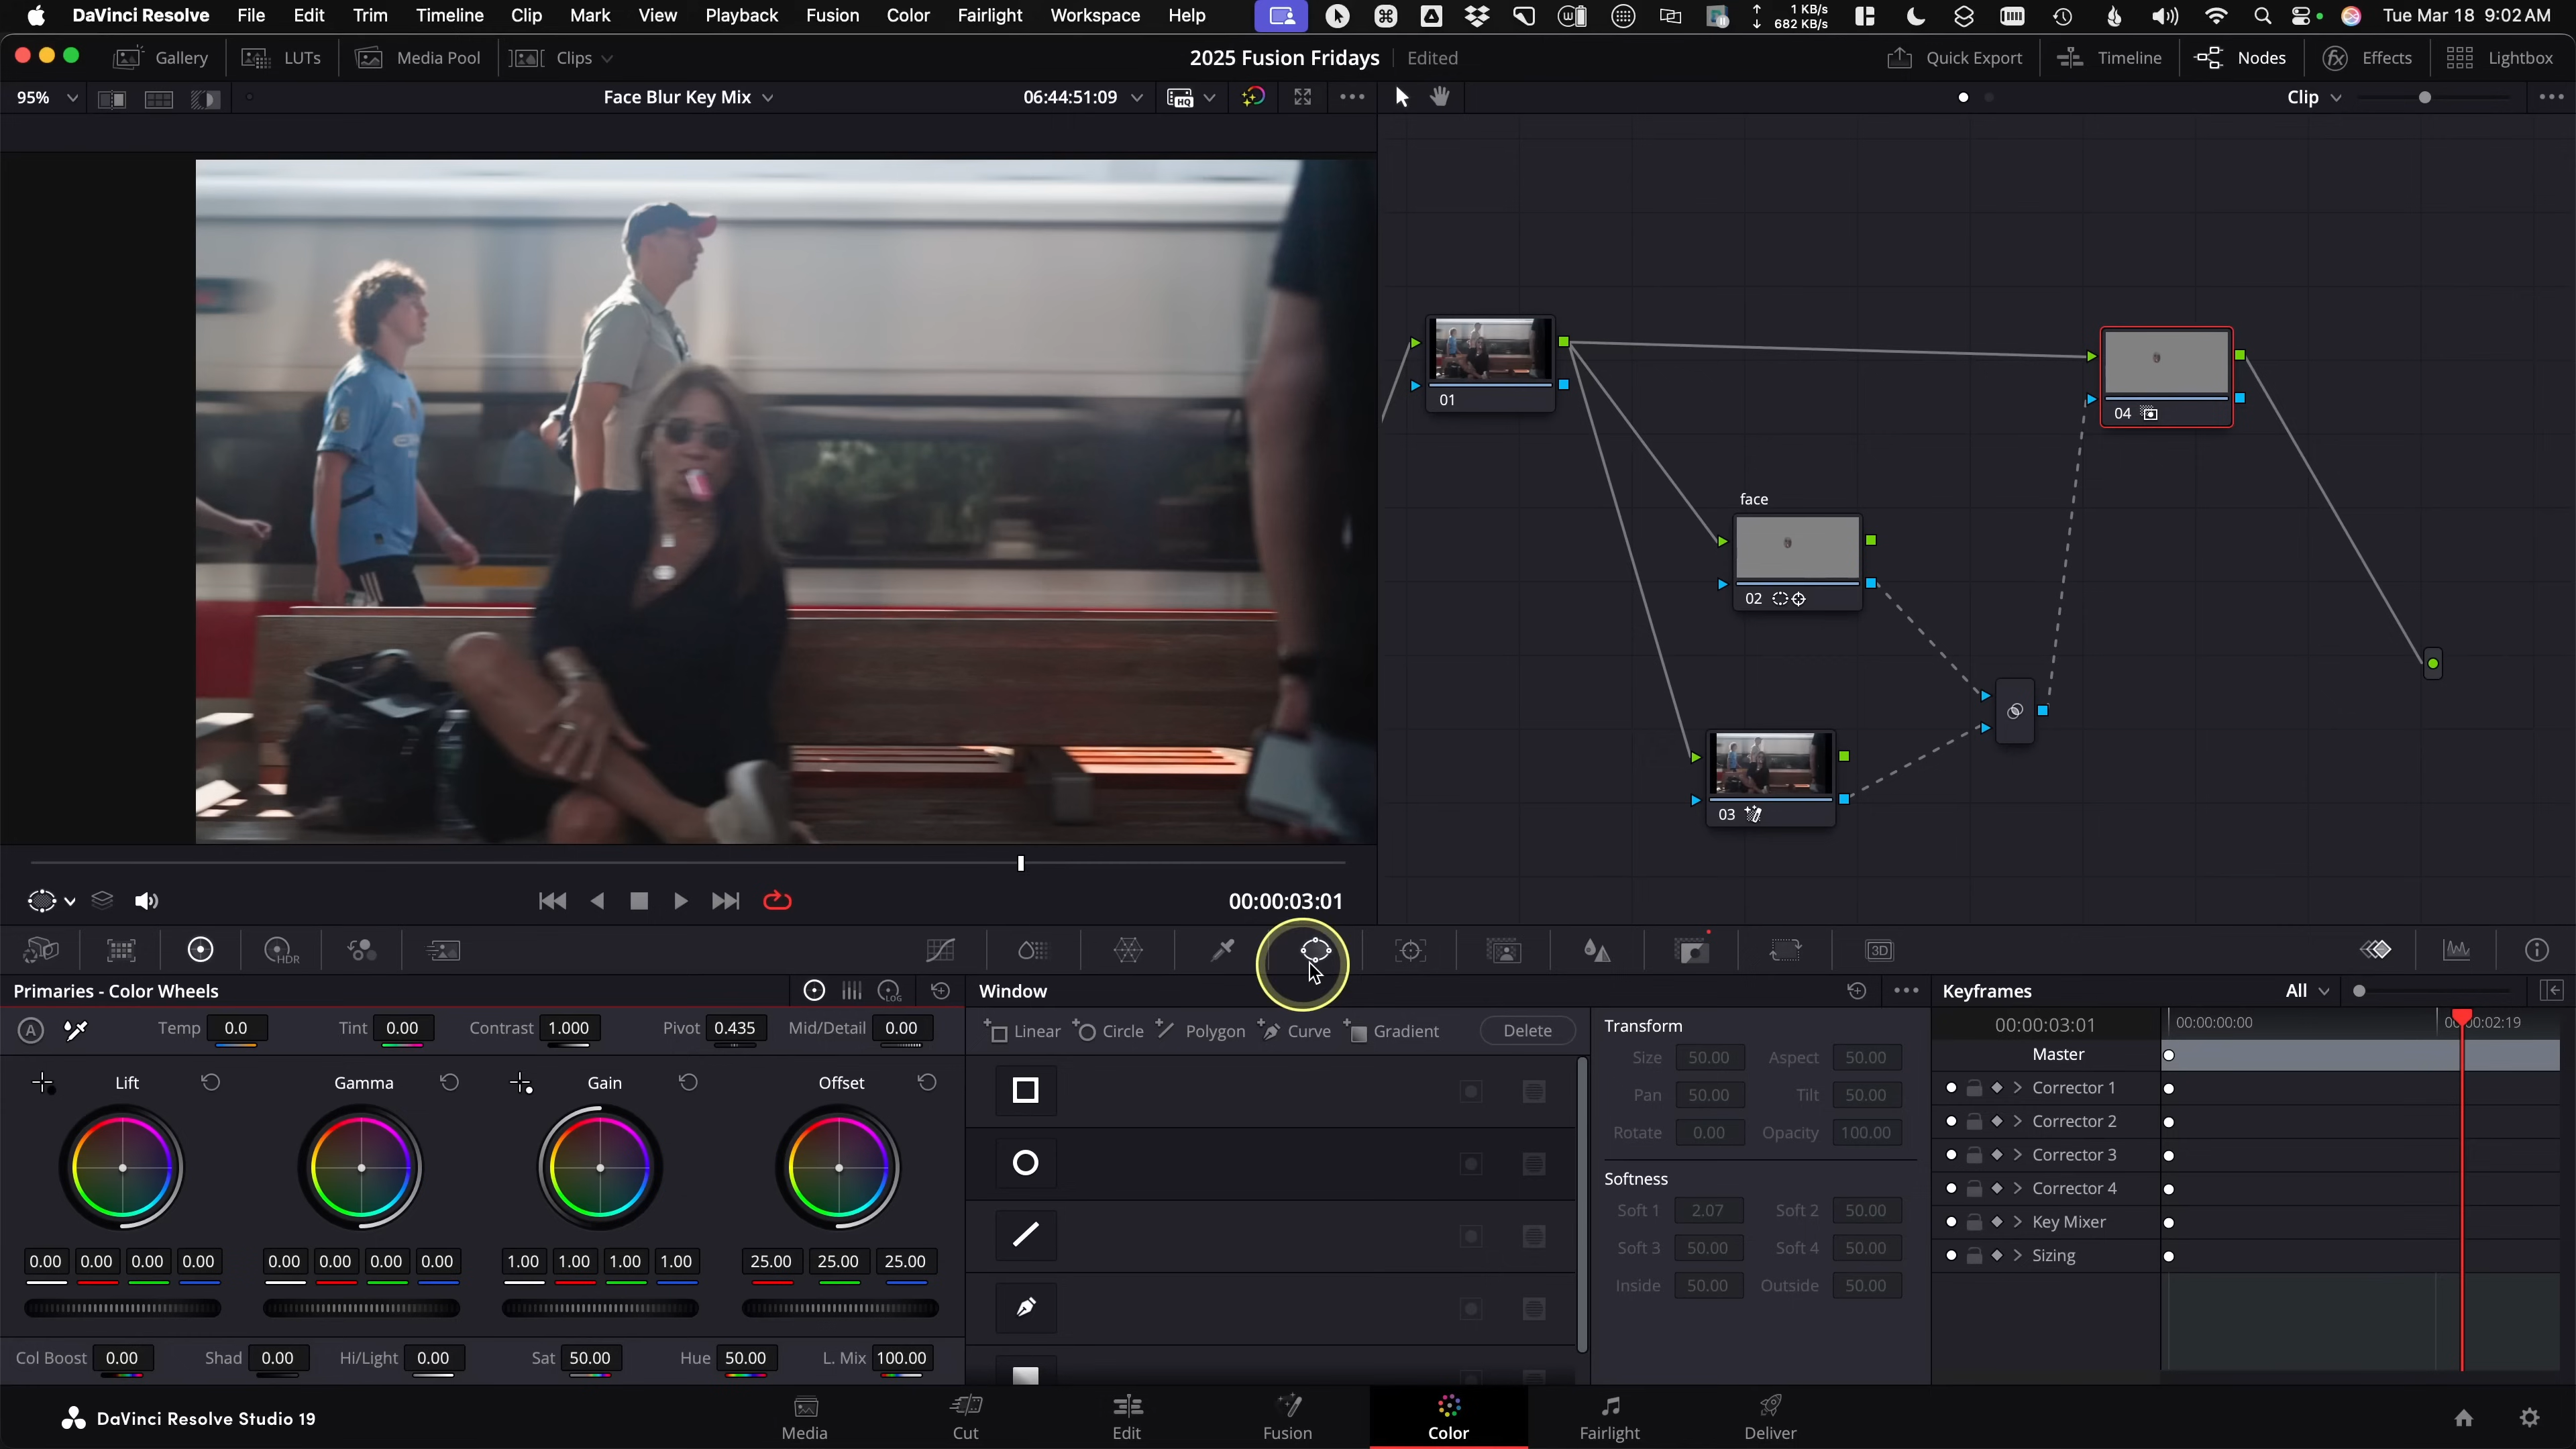 DaVinci Resolve File Edit Trim Timeline Clip Mark View Playback Fusion Color Fairlight Workspace Help 1 KB/s 682 KB/s Tue Mar 18 9:02 AM
Gallery LUTs Media Pool Clips 2025 Fusion Fridays Edited Quick Export Timeline Nodes Effects Lightbox
95% Face Blur Key Mix 06:44:51:09 HQ Clip
01
04
face
02
03
00:00:03:01
HDR 3D
Primaries - Color Wheels LOG Window Keyframes All
A Temp 0.0 Tint 0.00 Contrast 1.000 Pivot 0.435 Mid/Detail 0.00
Linear Circle Polygon Curve Gradient Delete
Transform
Size 50.00 Aspect 50.00
Pan 50.00 Tilt 50.00
Rotate 0.00 Opacity 100.00
Softness
Soft 1 2.07 Soft 2 50.00
Soft 3 50.00 Soft 4 50.00
Inside 50.00 Outside 50.00
00:00:03:01 00:00:00:00 :02:19
Master
Corrector 1
Corrector 2
Corrector 3
Corrector 4
Key Mixer
Sizing
Lift Gamma Gain Offset
0.00 0.00 0.00 0.00 0.00 0.00 0.00 0.00 1.00 1.00 1.00 1.00 25.00 25.00 25.00
Col Boost 0.00 Shad 0.00 Hi/Light 0.00 Sat 50.00 Hue 50.00 L. Mix 100.00
DaVinci Resolve Studio 19 Media Cut Edit Fusion Color Fairlight Deliver